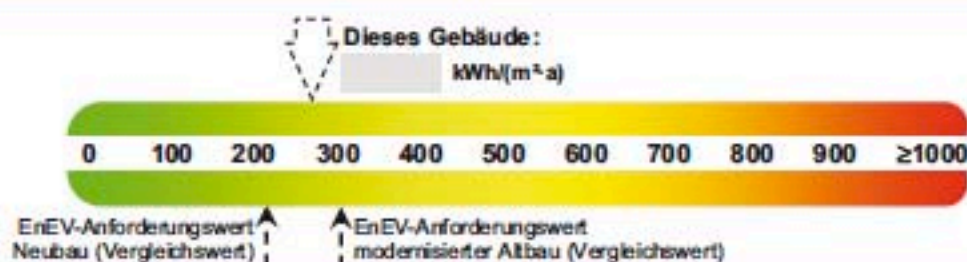 Dieses Gebäude:
kWh/(m²·a)
0 100 200 300 400 500 600 700 800 900 ≥1000
EnEV-Anforderungswert
Neubau (Vergleichswert)
EnEV-Anforderungswert
modernisierter Altbau (Vergleichswert)